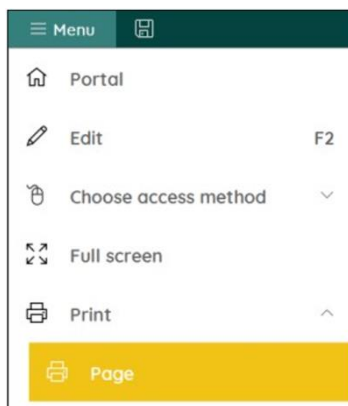 Menu
Portal
Edit F2
Choose access method
Full screen
Print
Page